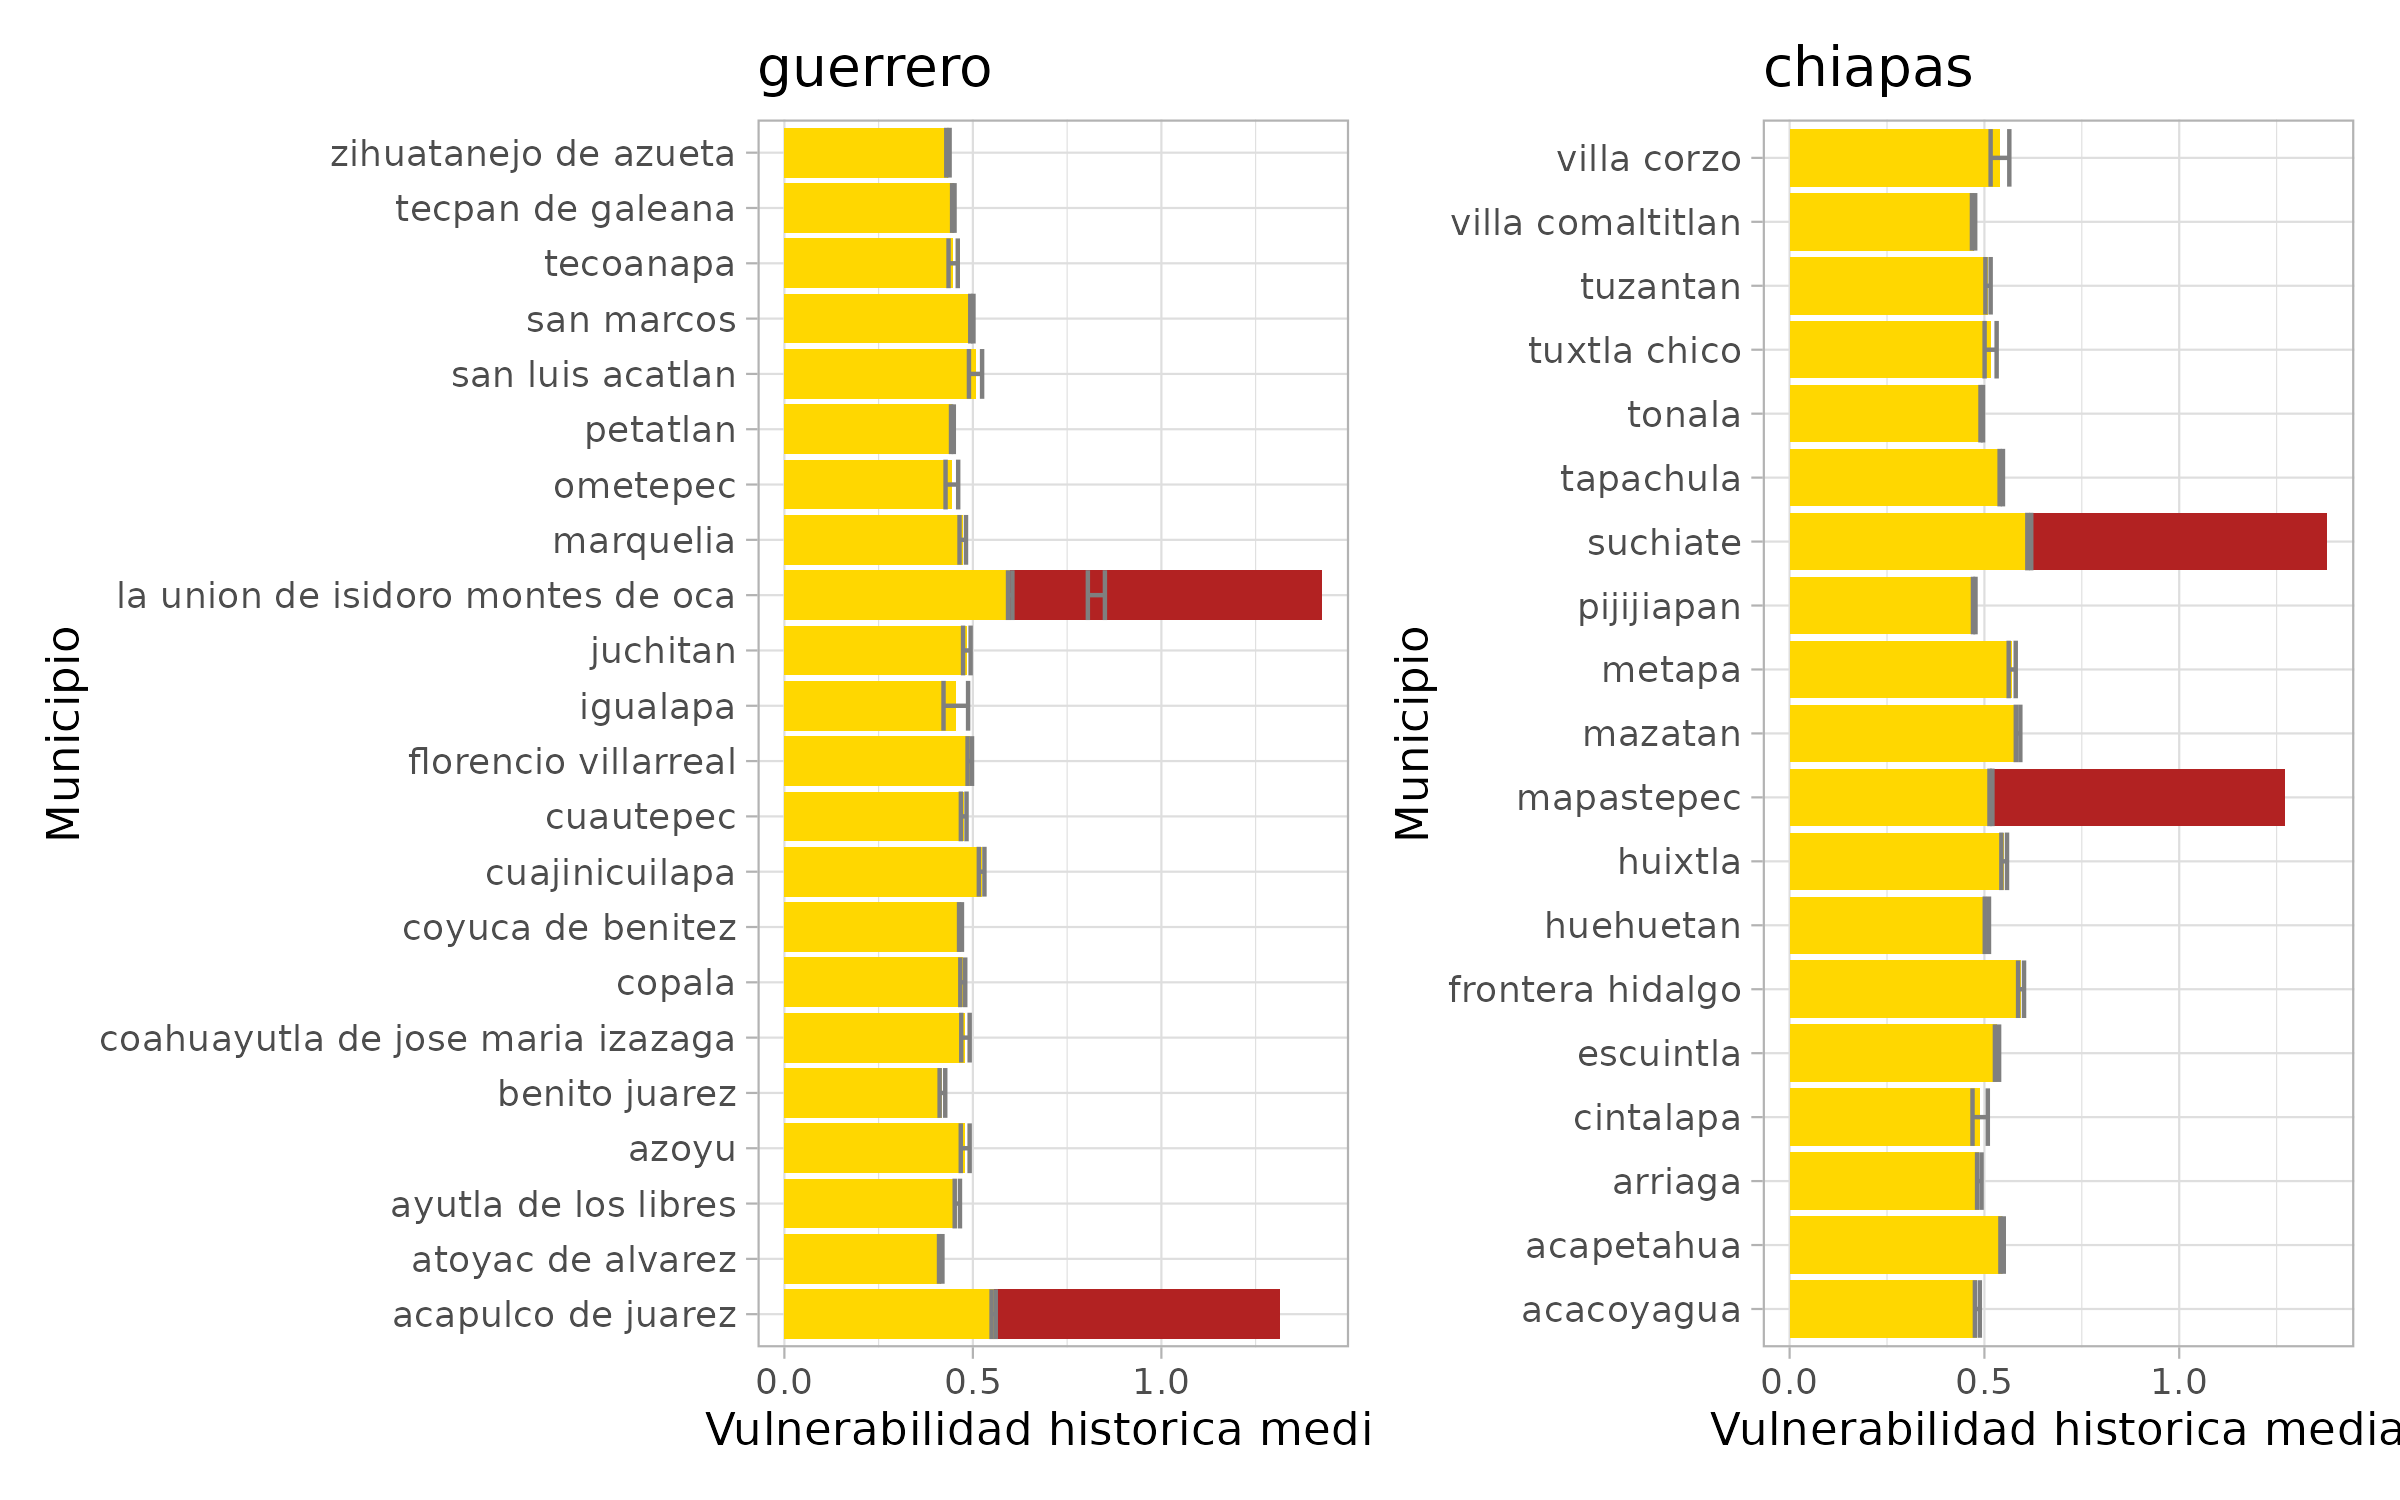 guerrero
Municipio
zihuatanejo de azueta
tecpan de galeana
tecoanapa
san marcos
san luis acatlan
petatlan
ometepec
marquelia
la union de isidoro montes de oca
juchitan
igualapa
florencio villarreal
cuautepec
cuajinicuilapa
coyuca de benitez
copala
coahuayutla de jose maria izazaga
benito juarez
azoyu
ayutla de los libres
atoyac de alvarez
acapulco de juarez
0.0 0.5 1.0
Vulnerabilidad historica medi
chiapas
Municipio
villa corzo
villa comaltitlan
tuzantan
tuxtla chico
tonala
tapachula
suchiate
pijijiapan
metapa
mazatan
mapastepec
huixtla
huehuetan
frontera hidalgo
escuintla
cintalapa
arriaga
acapetahua
acacoyagua
0.0 0.5 1.0
Vulnerabilidad historica media